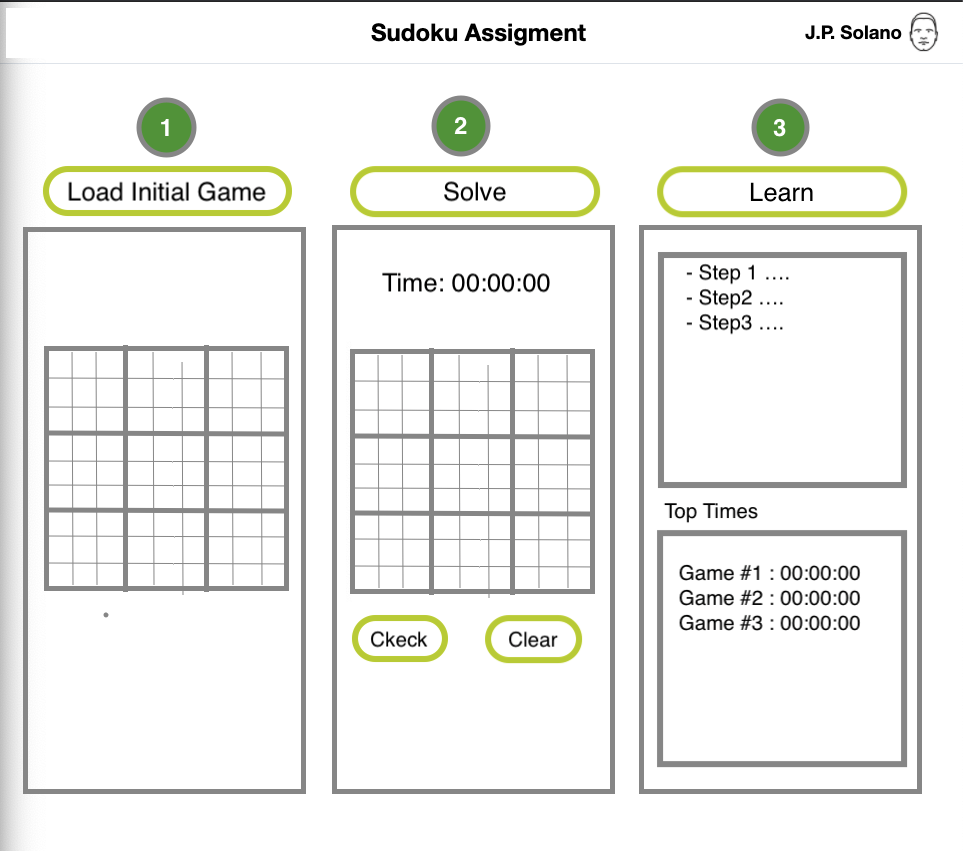 Sudoku Assigment
J.P. Solano
1
2
3
Load Initial Game
Solve
Learn
Time: 00:00:00
- Step 1 ....
- Step2 ....
- Step3 ....
Top Times
Game #1 : 00:00:00
Game #2 : 00:00:00
Game #3 : 00:00:00
Ckeck
Clear